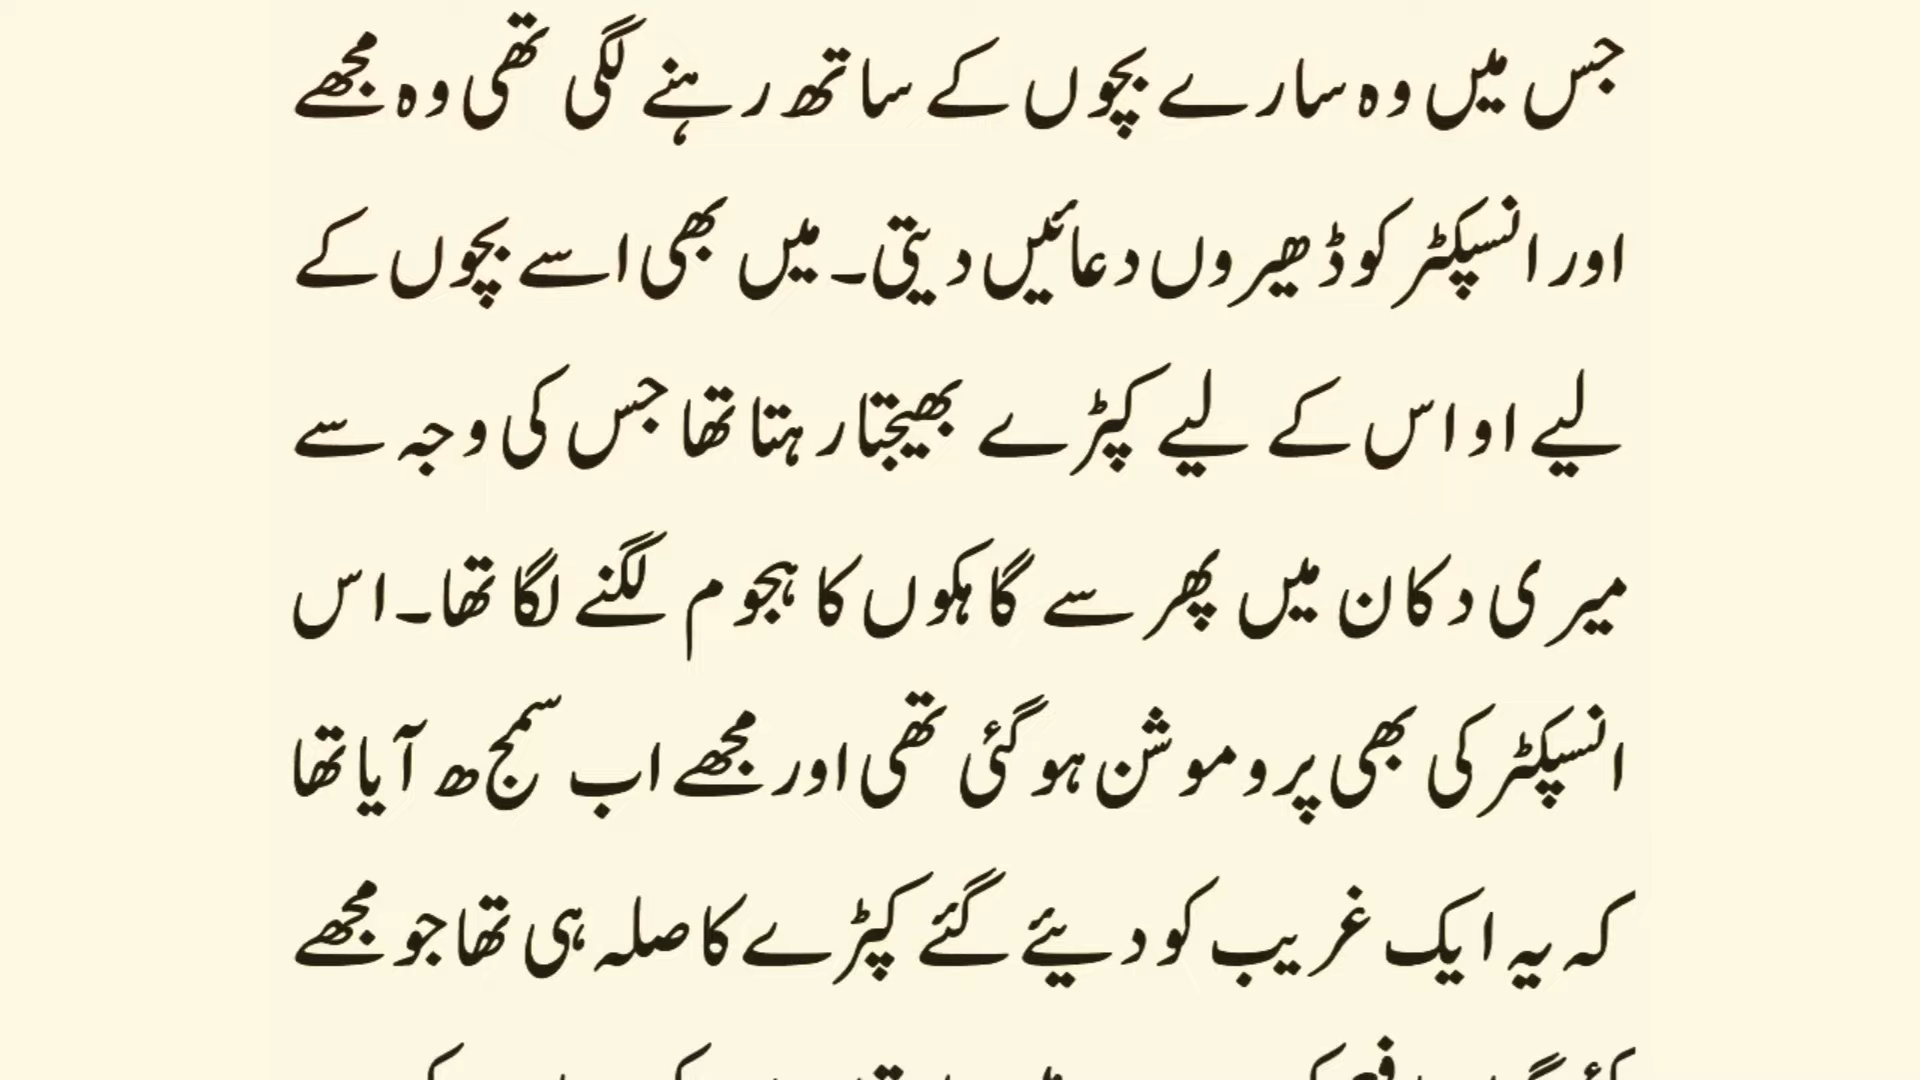 جس میں وہ سارے بچوں کے ساتھ رہنے لگی تھی وہ مجھے
اور انسپکٹر کو ڈھیروں دعائیں دیتی۔ میں بھی اسے بچوں کے
لیے او اس کے لیے کپڑے بھیجتا رہتا تھا جس کی وجہ سے
میری دکان میں پھر سے گاہکوں کا ہجوم لگنے لگا تھا۔ اس
انسپکٹر کی بھی پروموشن ہو گئی تھی اور مجھے اب سمجھ آیا تھا
کہ یہ ایک غریب کو دیئے گئے کپڑے کا صلہ ہی تھا جو مجھے